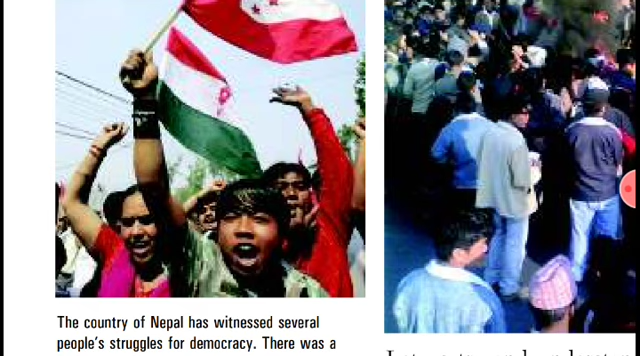 The country of Nepal has witnessed several
people's struggles for democracy. There was a